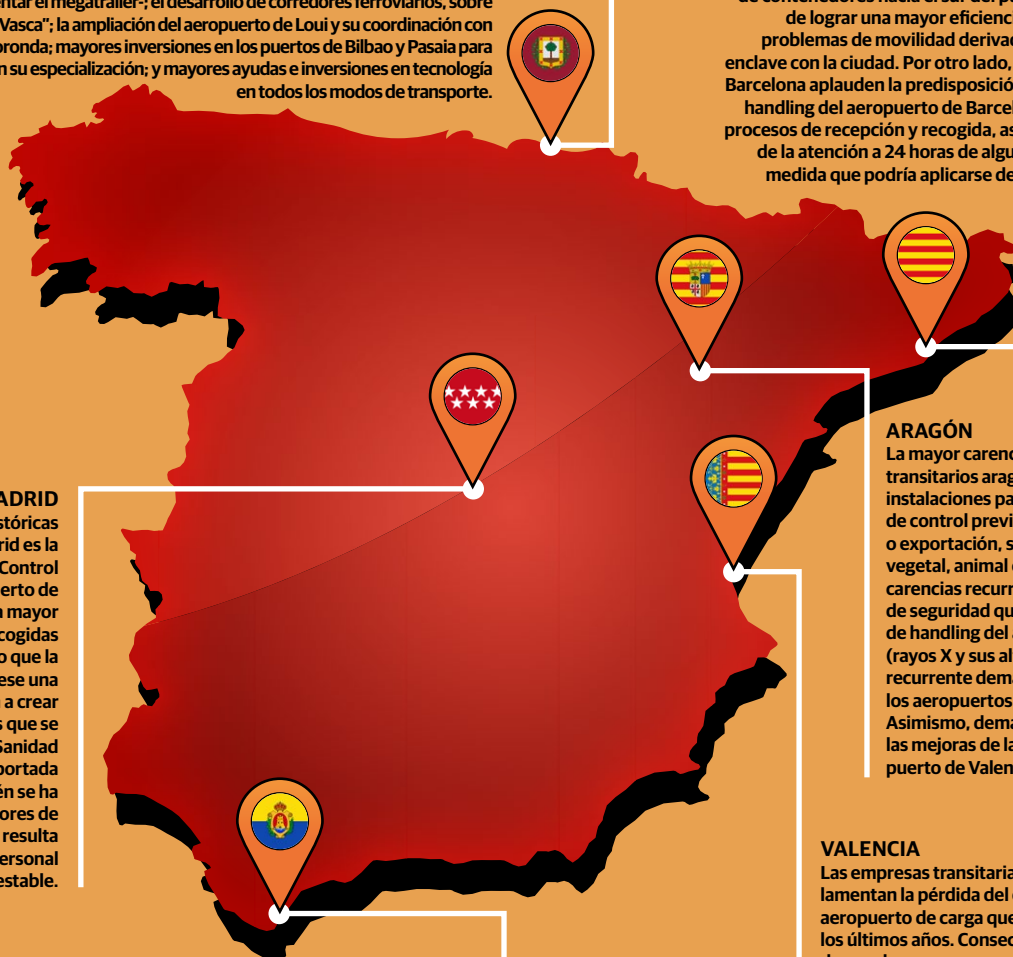 entar el megatrailer-; el desarrollo de corredores ferroviarios, sobre
Vasca”; la ampliación del aeropuerto de Loui y su coordinación con
oronda; mayores inversiones en los puertos de Bilbao y Pasaia para
n su especialización; y mayores ayudas e inversiones en tecnología
en todos los modos de transporte.
de lograr una mayor eficienci
problemas de movilidad derivad
enclave con la ciudad. Por otro lado,
Barcelona aplauden la predisposició
handling del aeropuerto de Barcel
procesos de recepción y recogida, as
de la atención a 24 horas de algu
medida que podría aplicarse de
ARAGÓN
La mayor carenc
transitarios arag
instalaciones pa
de control previ
o exportación, s
vegetal, animal
carencias recurr
de seguridad qu
de handling del
(rayos X y sus al
recurrente dema
los aeropuertos
Asimismo, dema
las mejoras de la
puerto de Valen
ADRID
stóricas
rid es la
Control
erto de
n mayor
cogidas
o que la
ese una
a crear
s que se
Sanidad
portada
én se ha
ores de
resulta
ersonal
estable.
VALENCIA
Las empresas transitaria
lamentan la pérdida del
aeropuerto de carga que
los últimos años. Consec